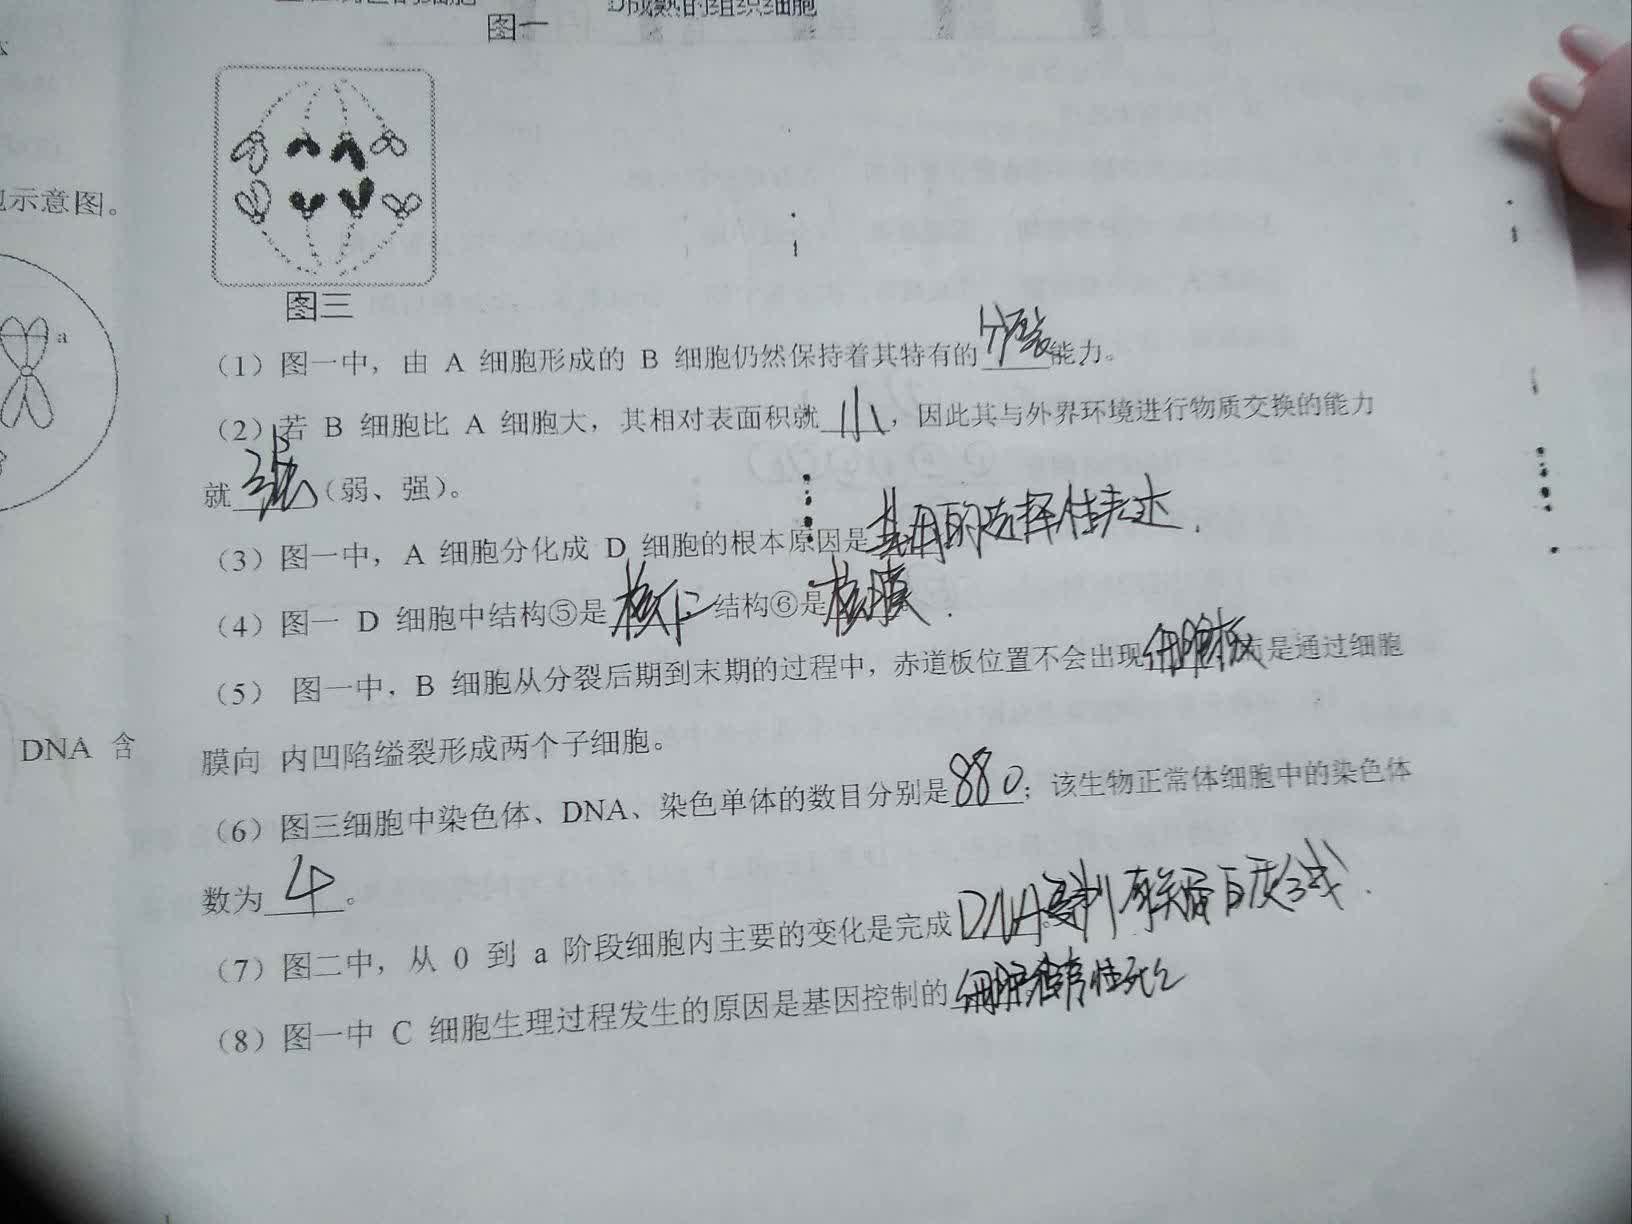 D成熟的组织细胞
图一
包示意图。
a
图三
(1) 图一中，由 A 细胞形成的 B 细胞仍然保持着其特有的分裂能力。
(2) 若 B 细胞比 A 细胞大，其相对表面积就小，因此其与外界环境进行物质交换的能力
就弱（弱、强）。
(3) 图一中，A 细胞分化成 D 细胞的根本原因是基因的选择性表达.
(4) 图一 D 细胞中结构⑤是核仁 结构⑥是核膜.
(5) 图一中，B 细胞从分裂后期到末期的过程中，赤道板位置不会出现细胞板 而是通过细胞
DNA 含
膜向 内凹陷缢裂形成两个子细胞。
(6) 图三细胞中染色体、DNA、染色单体的数目分别是880；该生物正常体细胞中的染色体
数为4。
(7) 图二中，从 0 到 a 阶段细胞内主要的变化是完成DNA复制有关蛋白质合成.
(8) 图一中 C 细胞生理过程发生的原因是基因控制的细胞程序性死亡